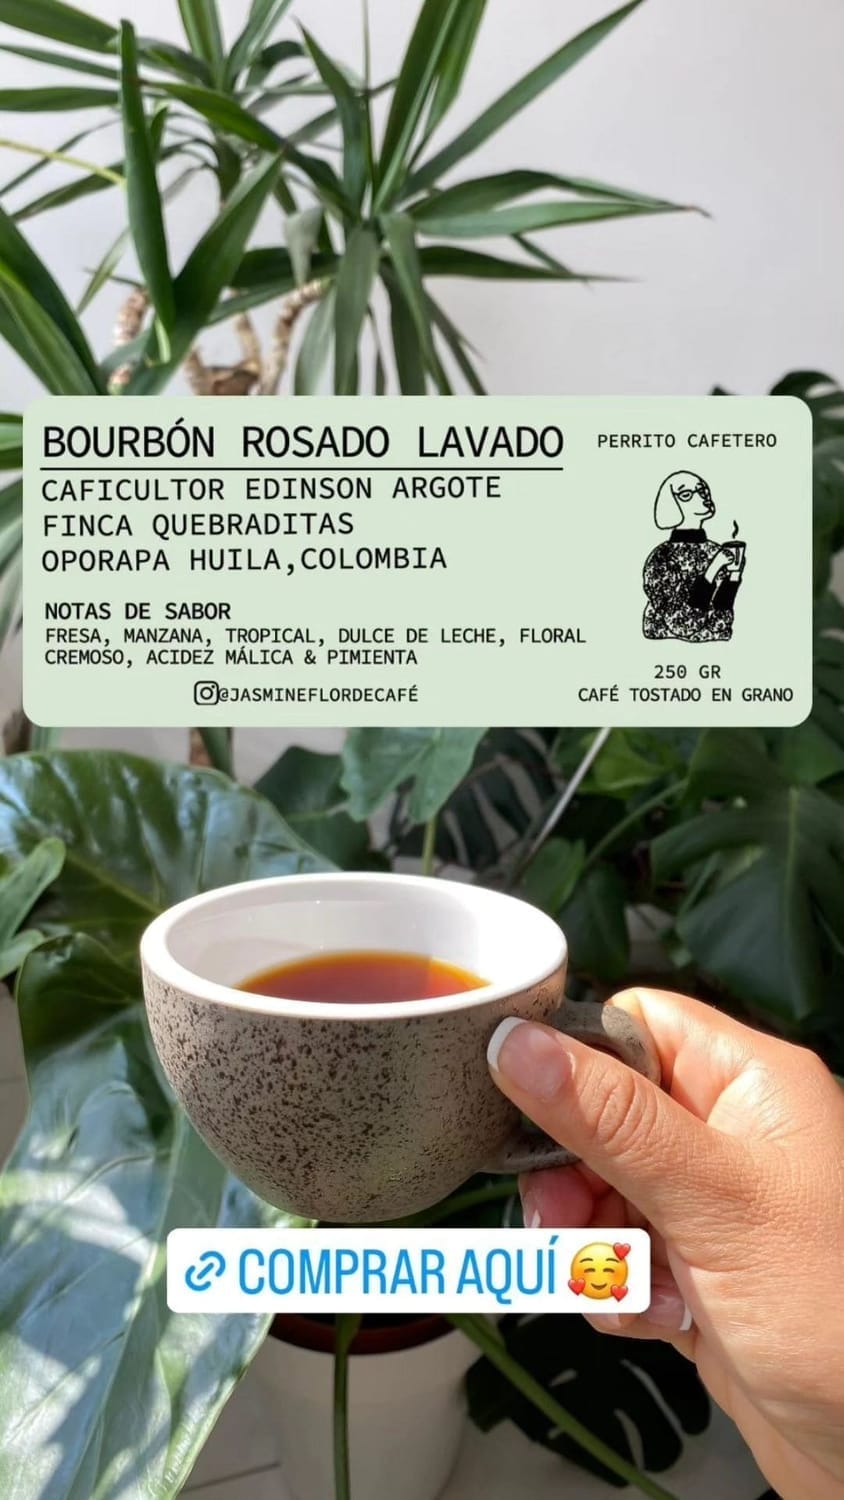 BOURBÓN ROSADO LAVADO
PERRITO CAFETERO
CAFICULTOR EDINSON ARGOTE
FINCA QUEBRADITAS
OPORAPA HUILA,COLOMBIA
NOTAS DE SABOR
FRESA, MANZANA, TROPICAL, DULCE DE LECHE, FLORAL
CREMOSO, ACIDEZ MÁLICA & PIMIENTA
@JASMINEFLORDECAFÉ
250 GR
CAFÉ TOSTADO EN GRANO
COMPRAR AQUÍ 🥰